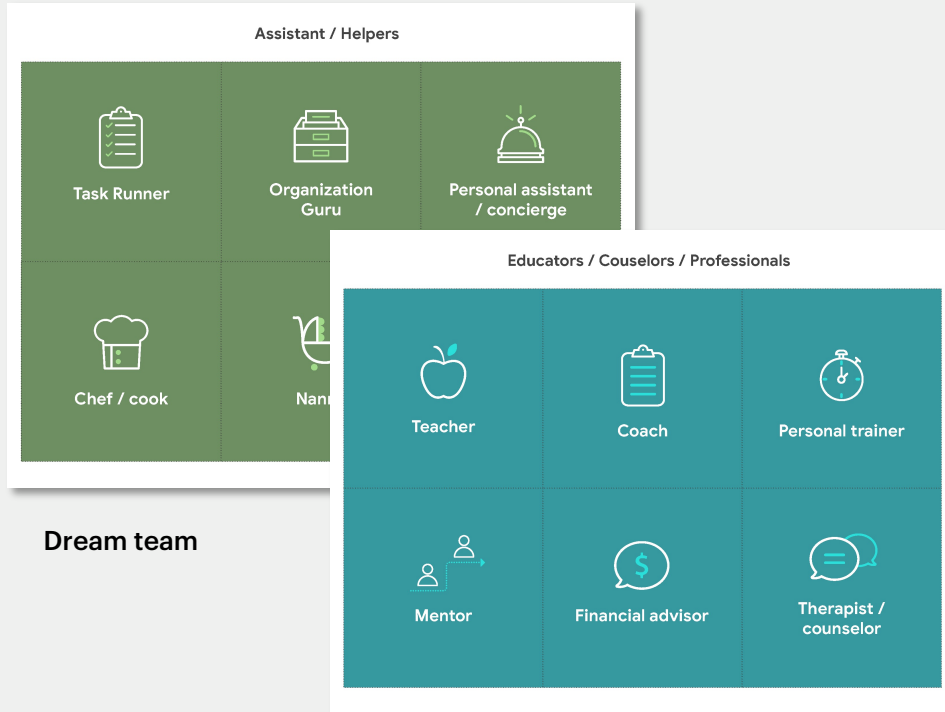 Assistant / Helpers
Task Runner
Organization
Guru
Personal assistant
/ concierge
Chef / cook
Educators / Couselors / Professionals
Teacher
Coach
Personal trainer
Mentor
Financial advisor
Therapist /
counselor
Dream team